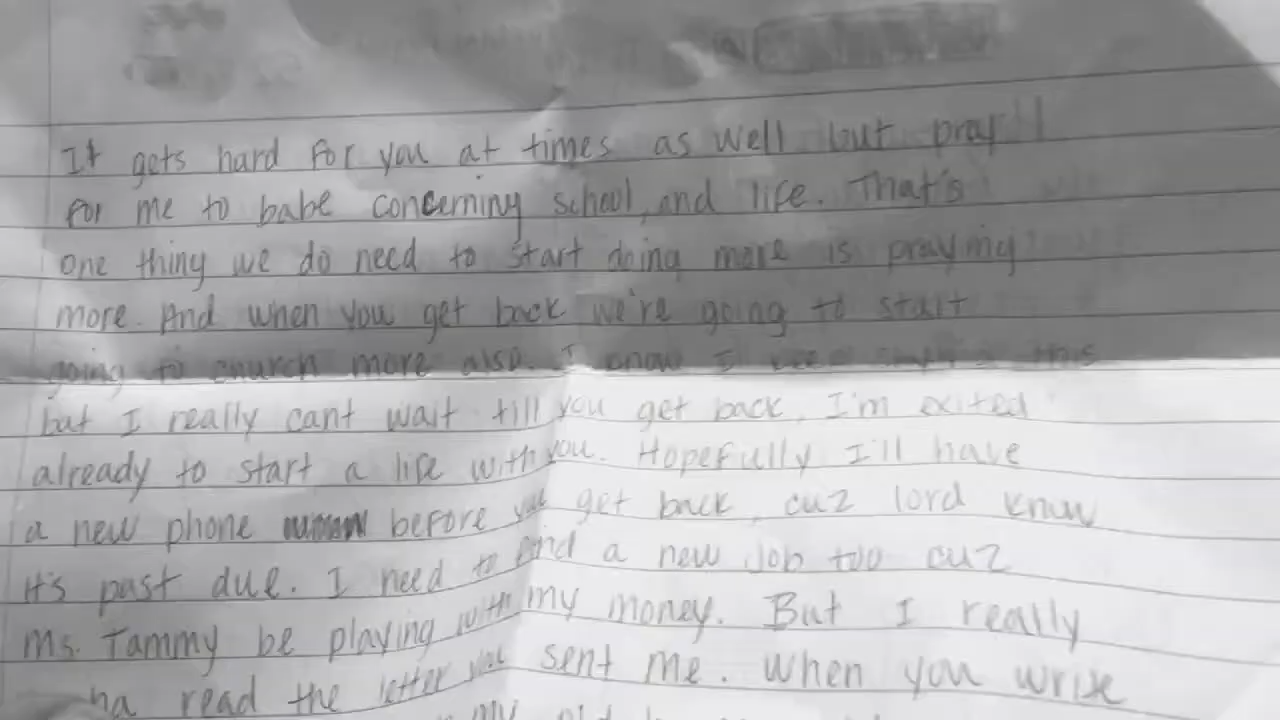 It gets hard for you at times as well but pray
for me to babe concerning school, and life. That's
one thing we do need to start doing more is praying
more. And when you get back we're going to start
going to church more also. I know I this
but I really cant wait till you get back, I'm exited
already to start a life with you. Hopefully I'll have
a new phone before you get back, cuz lord know
it's past due. I need to find a new job too cuz
Ms. Tammy be playing with my money. But I really
read the letter you sent me. When you write
my old